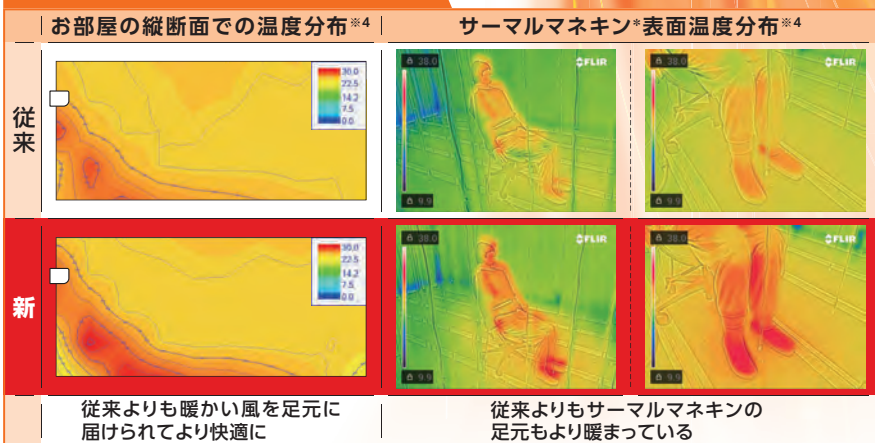 お部屋の縦断面での温度分布※4
サーマルマネキン*表面温度分布※4
従来
30.0
22.5
14.2
7.5
0.0
38.0
FLIR
9.9
38.0
FLIR
9.9
新
30.0
22.5
14.2
7.5
0.0
38.0
FLIR
9.9
38.0
FLIR
9.9
従来よりも暖かい風を足元に
届けられてより快適に
従来よりもサーマルマネキンの
足元もより暖まっている